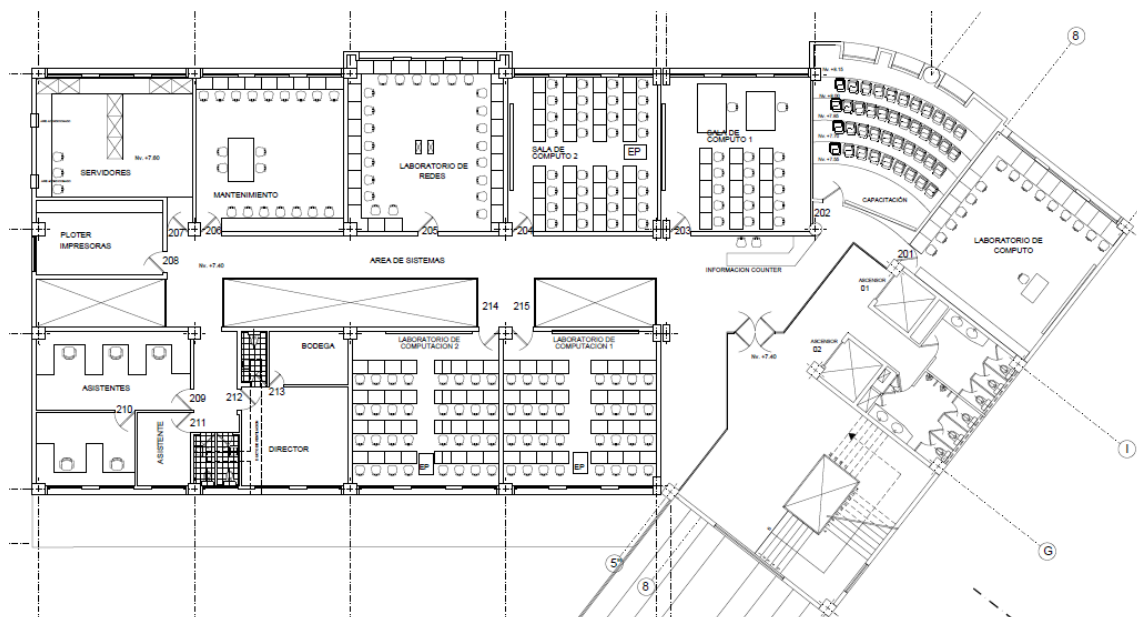 8
Nv. +7.60
SERVIDORES
MANTENIMIENTO
LABORATORIO DE
REDES
SALA DE
COMPUTO 2
EP
SALA DE
COMPUTO 1
CAPACITACIÓN
202
LABORATORIO DE
COMPUTO
201
PLOTER
IMPRESORAS
207
206
205
204
203
208
Nv. +7.40
AREA DE SISTEMAS
INFORMACION COUNTER
ASCENSOR
01
ASCENSOR
02
Nv. +7.40
214
215
BODEGA
LABORATORIO DE
COMPUTACION 2
LABORATORIO DE
COMPUTACION 1
ASISTENTES
209
210
211
212
213
ASISTENTE
DIRECTOR
EP
EP
I
G
5"
8